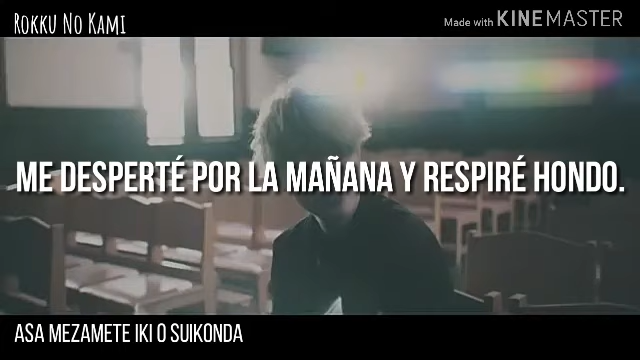 Rokku No Kami
Made with KINEMASTER
ME DESPERTÉ POR LA MAÑANA Y RESPIRÉ HONDO.
ASA MEZAMETE IKI O SUIKONDA